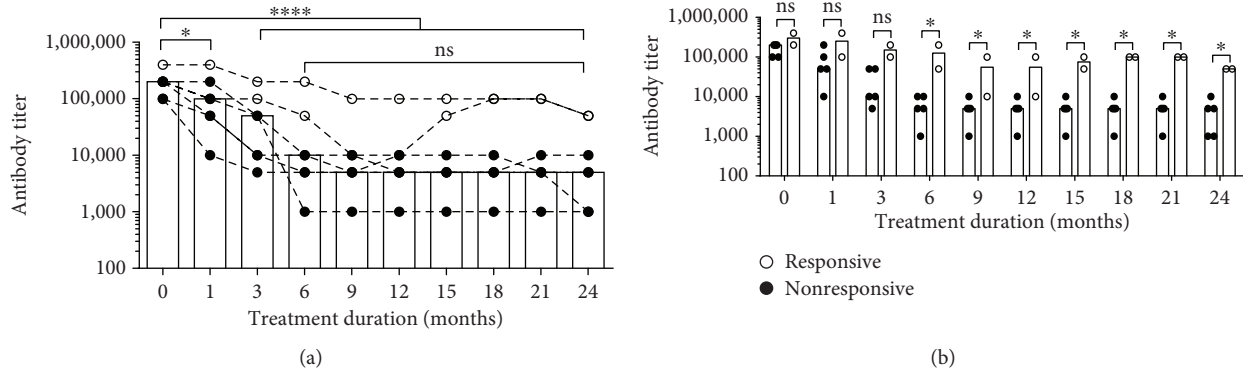 ****
*
ns
1,000,000
100,000
10,000
1,000
100
Antibody titer
0 1 3 6 9 12 15 18 21 24
Treatment duration (months)
(a)
ns ns ns * * * * * * *
1,000,000
100,000
10,000
1,000
100
Antibody titer
0 1 3 6 9 12 15 18 21 24
Treatment duration (months)
Responsive
Nonresponsive
(b)